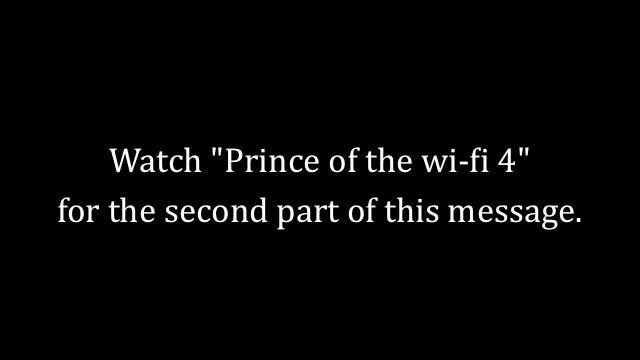 Watch "Prince of the wi-fi 4"
for the second part of this message.